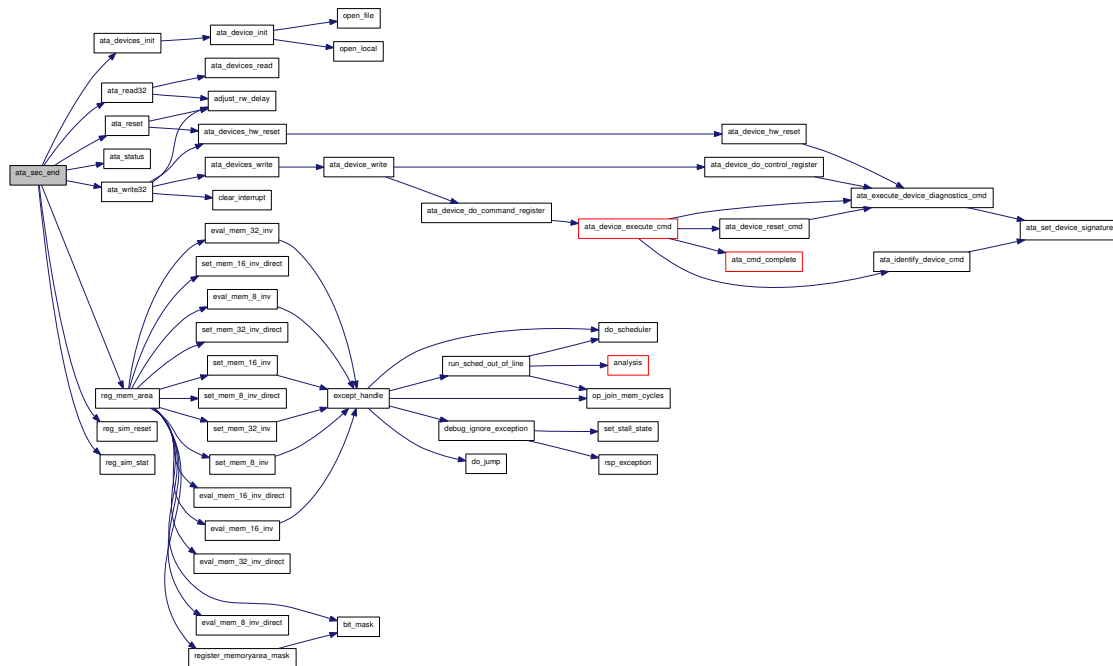 open_file
ata_devices_init
ata_device_init
open_local
ata_devices_read
ata_read32
adjust_rw_delay
ata_reset
ata_devices_hw_reset
ata_device_hw_reset
ata_status
ata_devices_write
ata_device_write
ata_device_do_control_register
ata_sec_end
ata_write32
clear_interrupt
ata_execute_device_diagnostics_cmd
ata_device_do_command_register
ata_device_execute_cmd
ata_device_reset_cmd
ata_set_device_signature
eval_mem_32_inv
ata_cmd_complete
ata_identify_device_cmd
set_mem_16_inv_direct
eval_mem_8_inv
set_mem_32_inv_direct
do_scheduler
set_mem_16_inv
run_sched_out_of_line
analysis
reg_mem_area
set_mem_8_inv_direct
except_handle
op_join_mem_cycles
reg_sim_reset
set_mem_32_inv
debug_ignore_exception
set_stall_state
reg_sim_stat
set_mem_8_inv
do_jump
rsp_exception
eval_mem_16_inv_direct
eval_mem_16_inv
eval_mem_32_inv_direct
eval_mem_8_inv_direct
bit_mask
register_memoryarea_mask